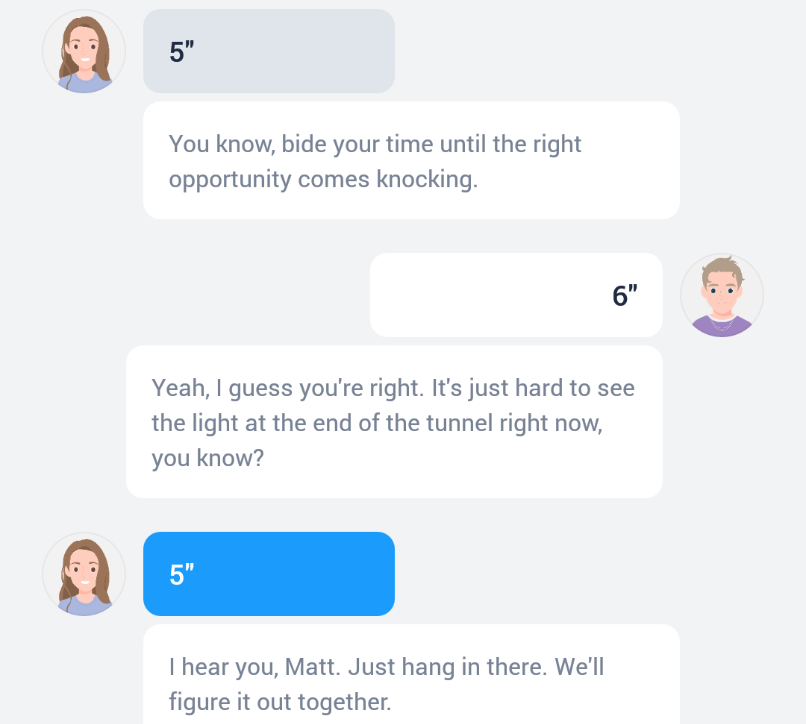 5"
You know, bide your time until the right
opportunity comes knocking.
6"
Yeah, I guess you're right. It's just hard to see
the light at the end of the tunnel right now,
you know?
5"
I hear you, Matt. Just hang in there. We'll
figure it out together.